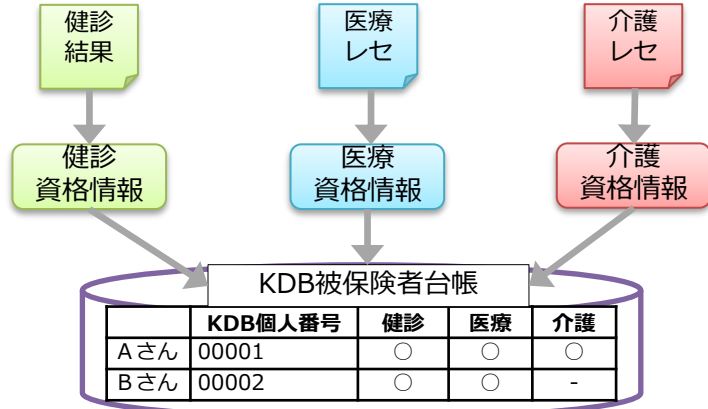 健診
結果
医療
レセ
介護
レセ
健診
資格情報
医療
資格情報
介護
資格情報
KDB被保険者台帳
KDB個人番号 健診 医療 介護
Aさん 00001 ○ ○ ○
Bさん 00002 ○ ○ -